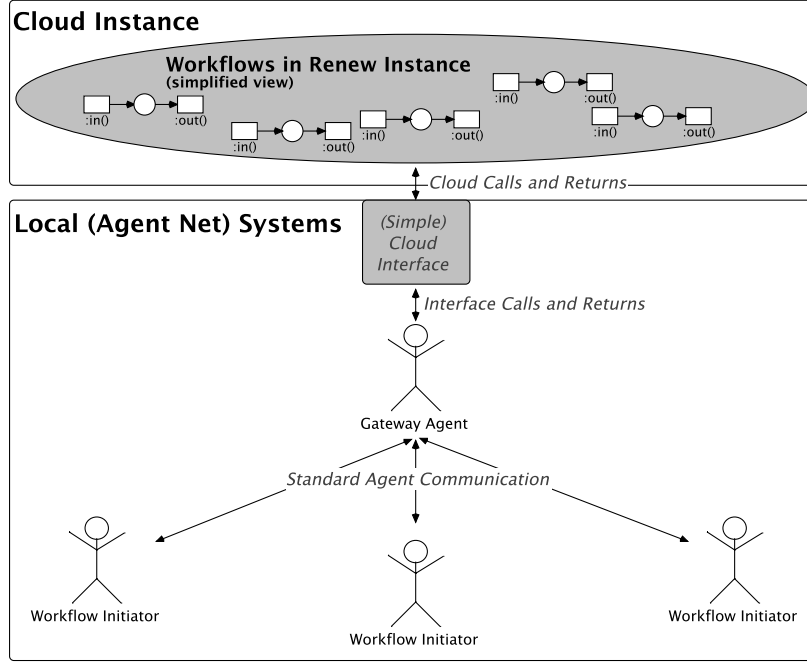 Cloud Instance
Workflows in Renew Instance
(simplified view)
:in()
:out()
:in()
:out()
:in()
:out()
:in()
:out()
:in()
:out()
Cloud Calls and Returns
Local (Agent Net) Systems
(Simple)
Cloud
Interface
Interface Calls and Returns
Gateway Agent
Standard Agent Communication
Workflow Initiator
Workflow Initiator
Workflow Initiator